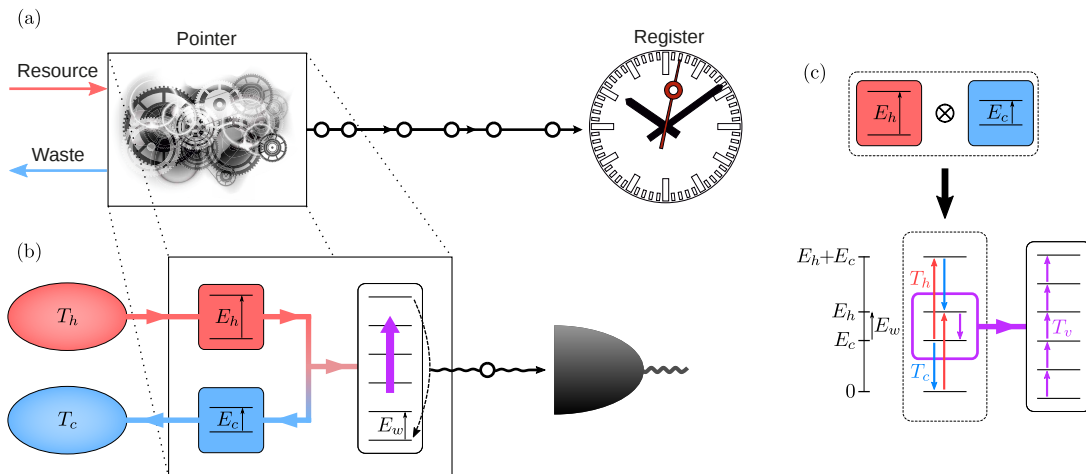 (a)
Pointer
Register
Resource
Waste
(b)
T_h
E_h
T_c
E_c
E_w
(c)
E_h
⊗
E_c
E_h+E_c
T_h
E_h
E_w
T_v
E_c
T_c
0